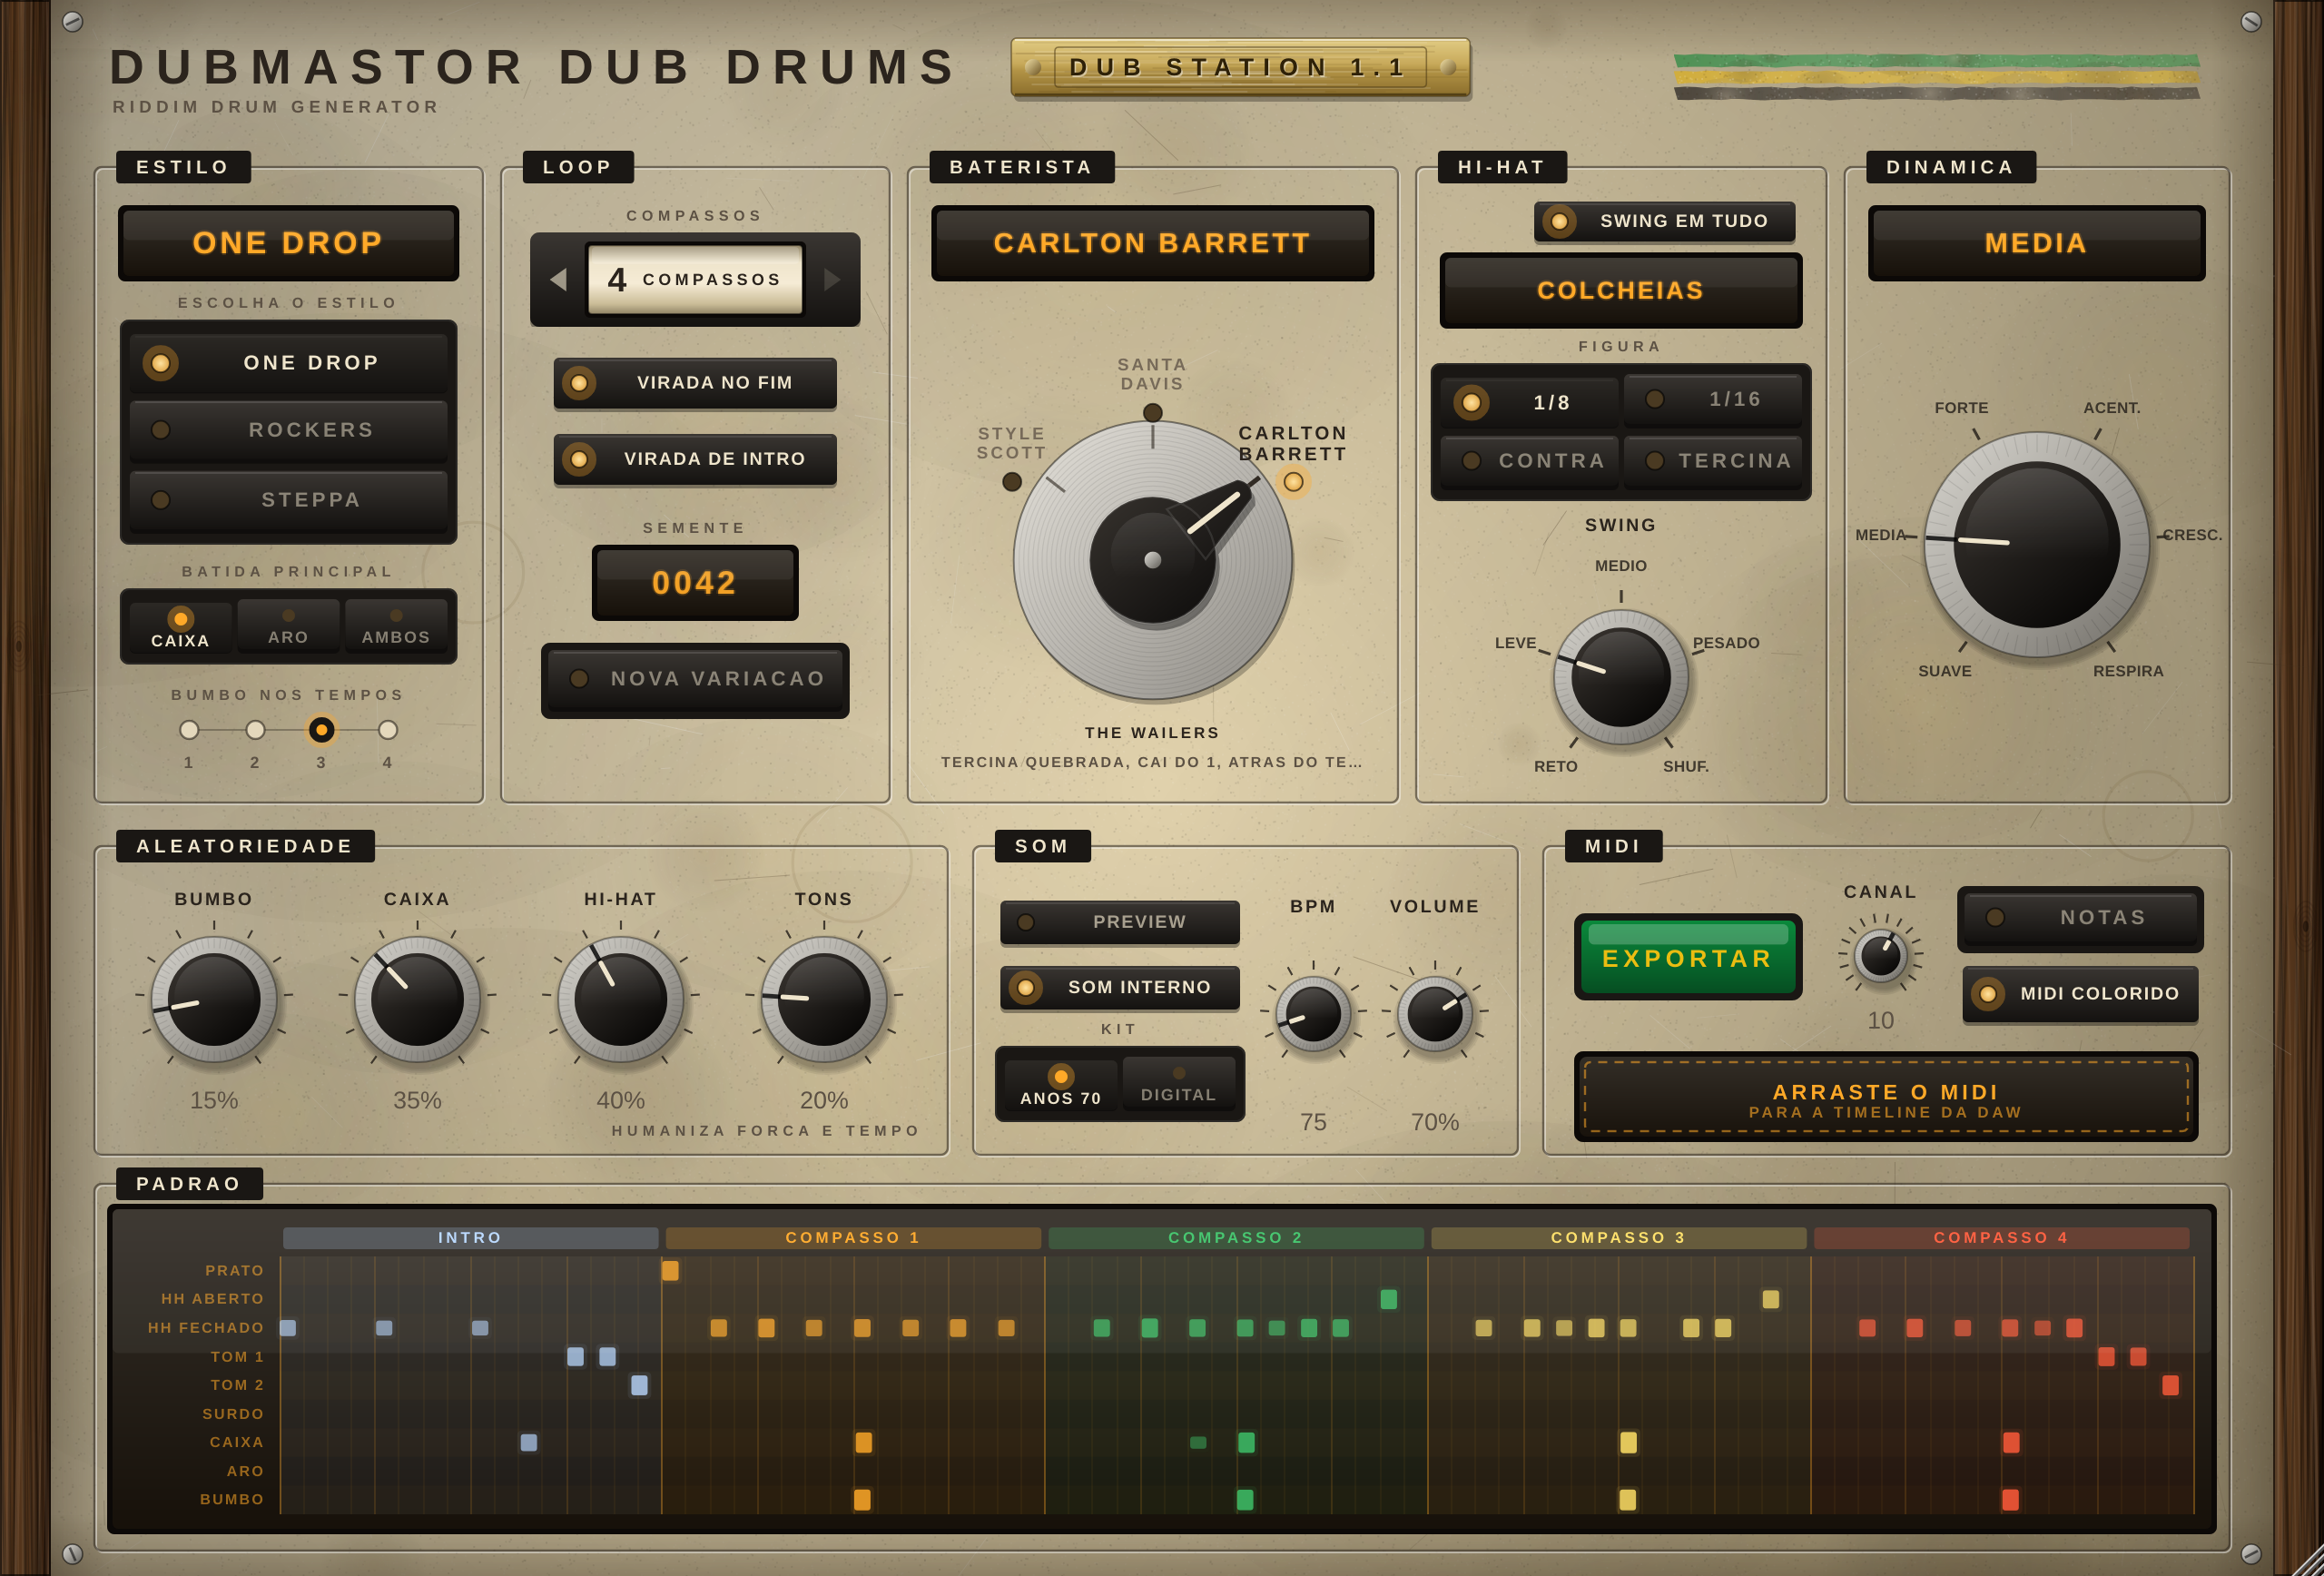 DUBMASTOR DUB DRUMS
RIDDIM DRUM GENERATOR
DUB STATION 1.1
ESTILO
ONE DROP
ESCOLHA O ESTILO
ONE DROP
ROCKERS
STEPPA
BATIDA PRINCIPAL
CAIXA ARO AMBOS
BUMBO NOS TEMPOS
1 2 3 4
LOOP
COMPASSOS
4 COMPASSOS
VIRADA NO FIM
VIRADA DE INTRO
SEMENTE
0042
NOVA VARIACAO
BATERISTA
CARLTON BARRETT
SANTA
DAVIS
STYLE
SCOTT
CARLTON
BARRETT
THE WAILERS
TERCINA QUEBRADA, CAI DO 1, ATRAS DO TE...
HI-HAT
SWING EM TUDO
COLCHEIAS
FIGURA
1/8 1/16
CONTRA TERCINA
SWING
MEDIO
LEVE PESADO
RETO SHUF.
DINAMICA
MEDIA
FORTE ACENT.
MEDIA CRESC.
SUAVE RESPIRA
ALEATORIEDADE
BUMBO CAIXA HI-HAT TONS
15% 35% 40% 20%
HUMANIZA FORCA E TEMPO
SOM
PREVIEW
SOM INTERNO
KIT
ANOS 70 DIGITAL
BPM VOLUME
75 70%
MIDI
EXPORTAR
CANAL
10
NOTAS
MIDI COLORIDO
ARRASTE O MIDI
PARA A TIMELINE DA DAW
PADRAO
INTRO COMPASSO 1 COMPASSO 2 COMPASSO 3 COMPASSO 4
PRATO
HH ABERTO
HH FECHADO
TOM 1
TOM 2
SURDO
CAIXA
ARO
BUMBO